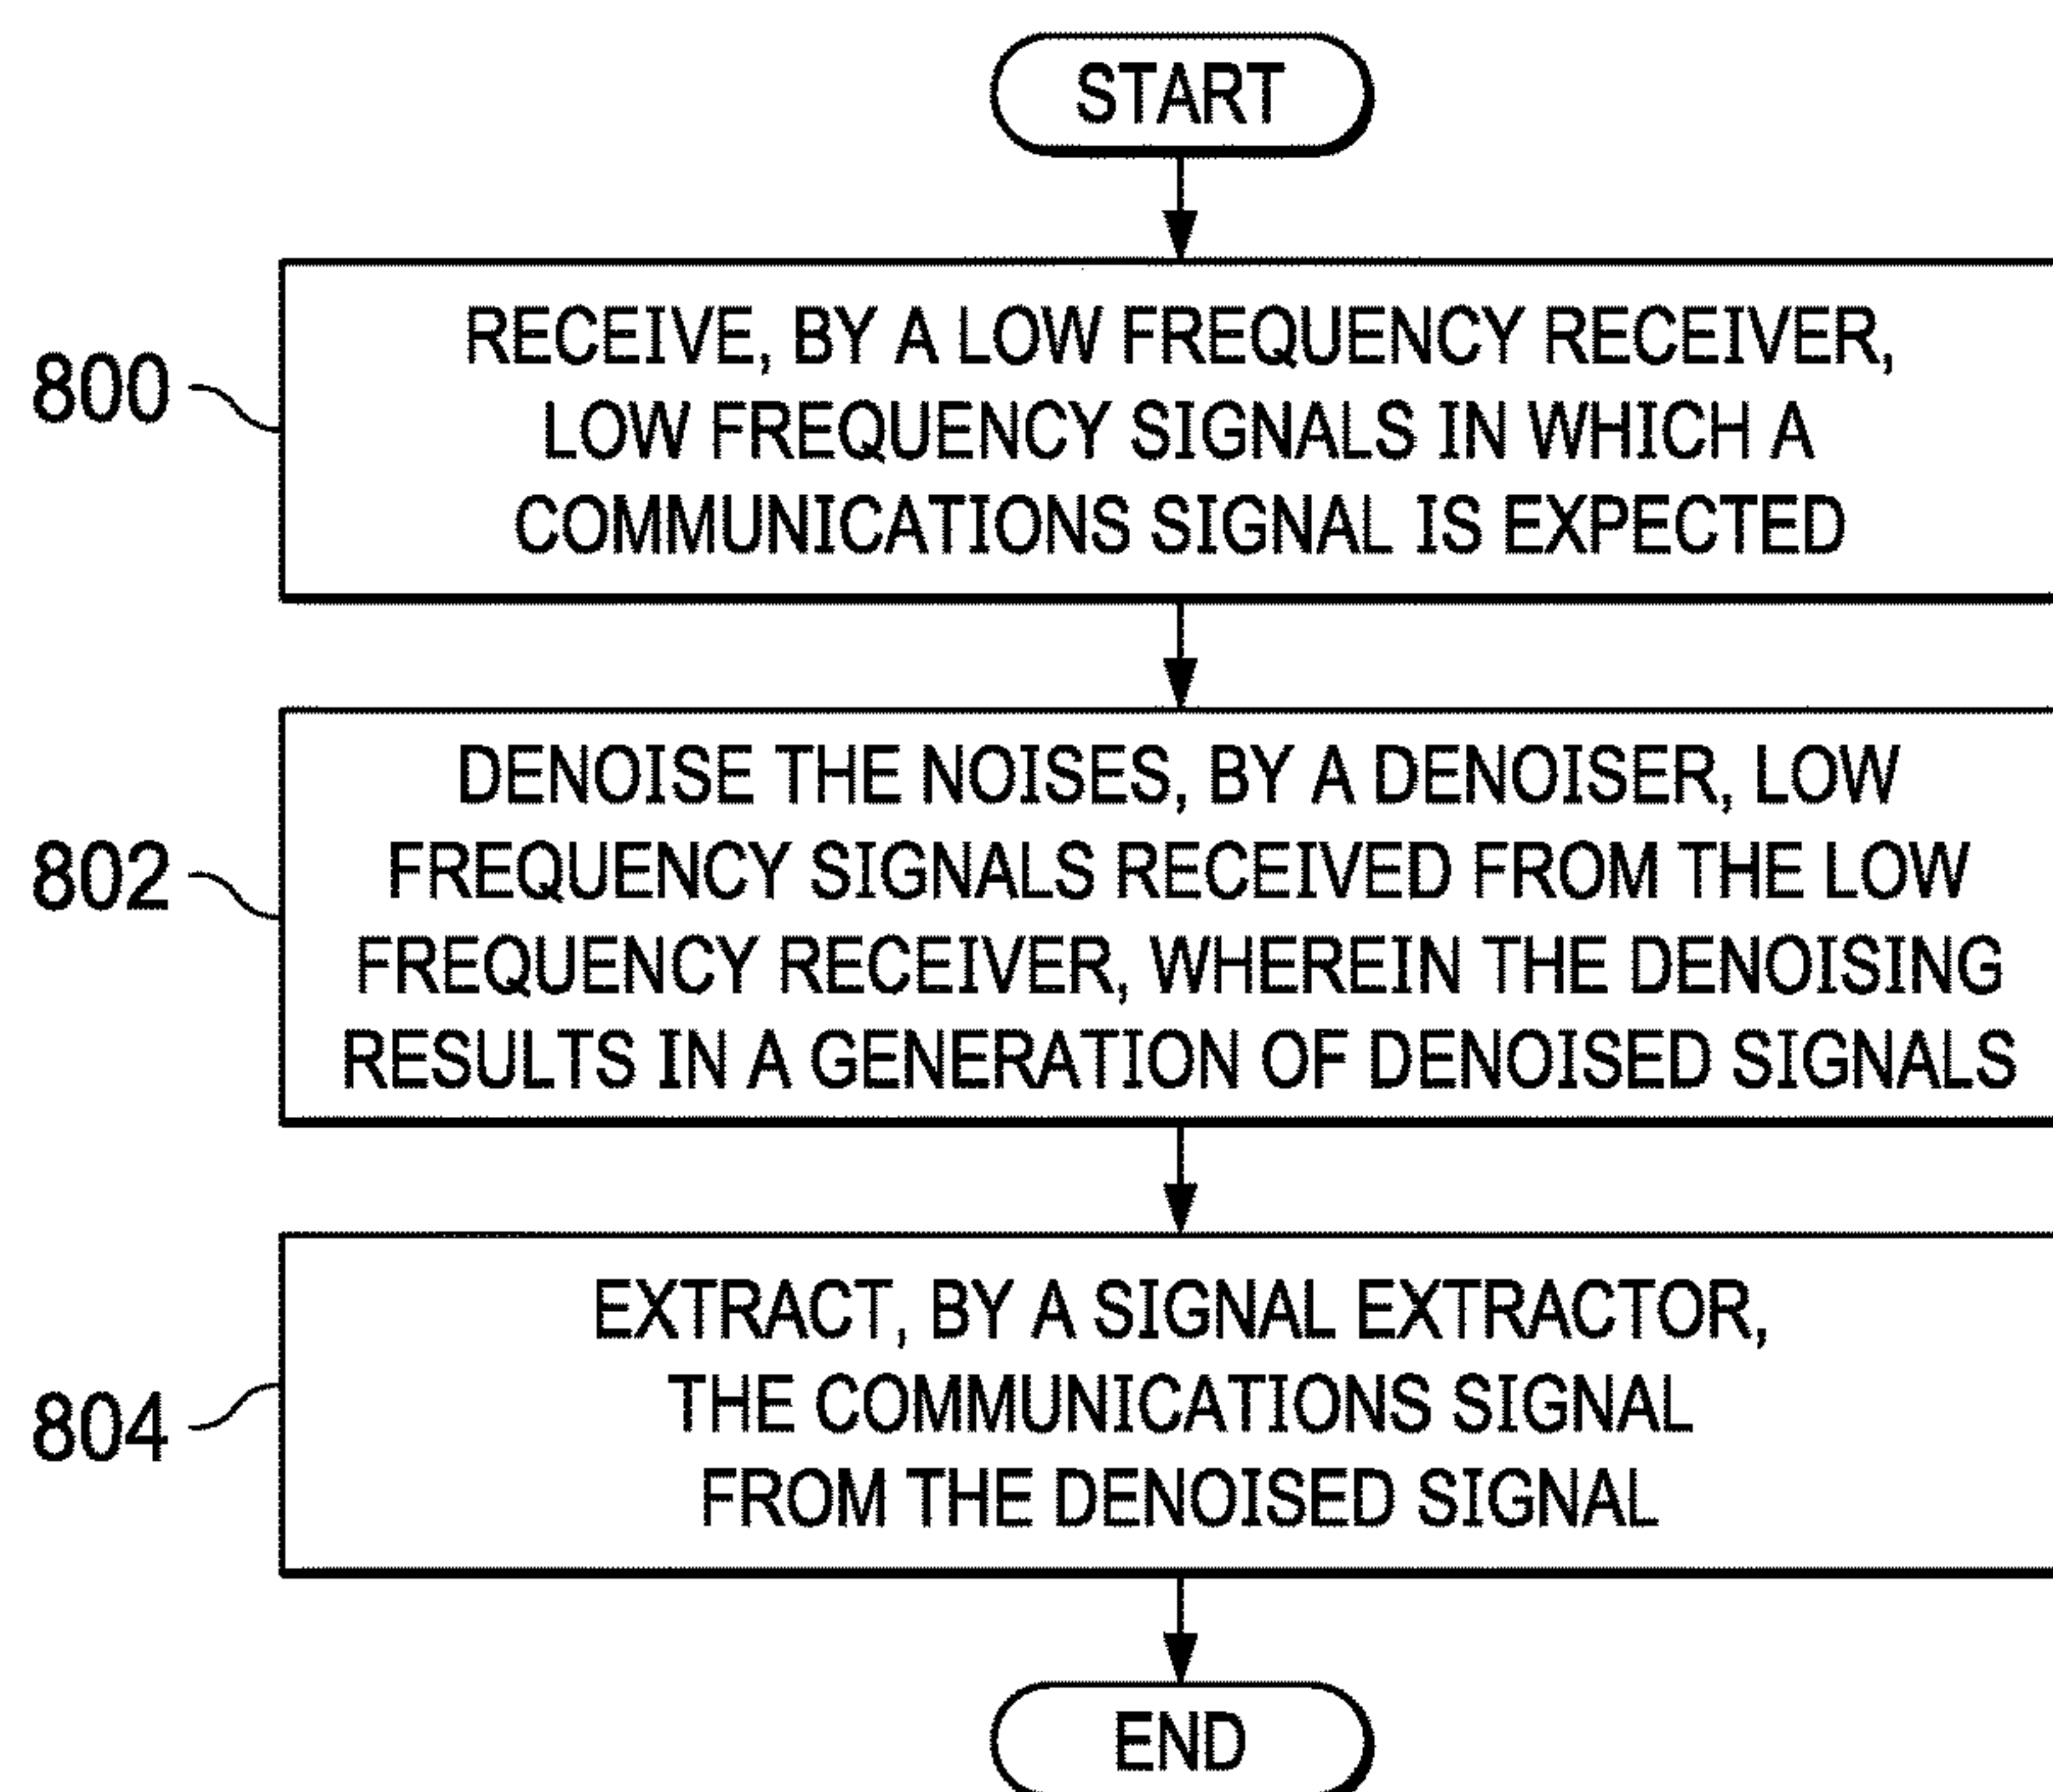 START
800
RECEIVE, BY A LOW FREQUENCY RECEIVER,
LOW FREQUENCY SIGNALS IN WHICH A
COMMUNICATIONS SIGNAL IS EXPECTED
802
DENOISE THE NOISES, BY A DENOISER, LOW
FREQUENCY SIGNALS RECEIVED FROM THE LOW
FREQUENCY RECEIVER, WHEREIN THE DENOISING
RESULTS IN A GENERATION OF DENOISED SIGNALS
804
EXTRACT, BY A SIGNAL EXTRACTOR,
THE COMMUNICATIONS SIGNAL
FROM THE DENOISED SIGNAL
END